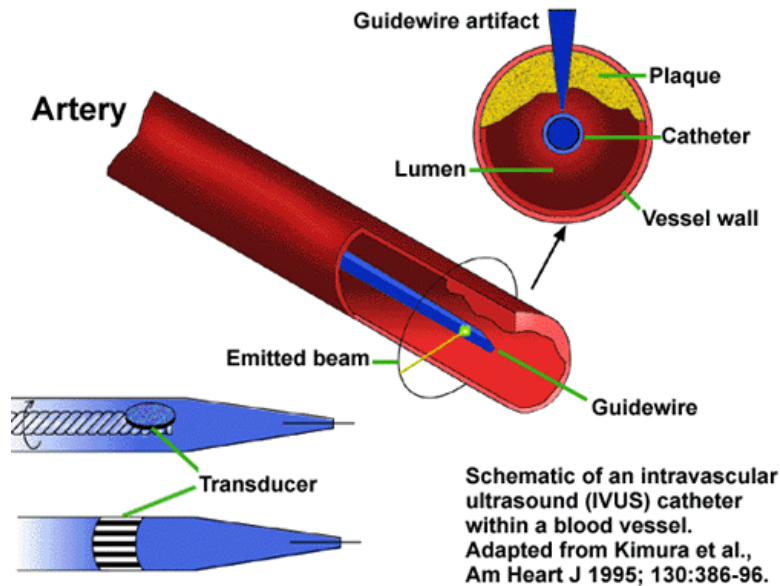 Guidewire artifact
Plaque
Artery
Catheter
Lumen
Vessel wall
Emitted beam
Guidewire
Transducer
Schematic of an intravascular
ultrasound (IVUS) catheter
within a blood vessel.
Adapted from Kimura et al.,
Am Heart J 1995; 130:386-96.